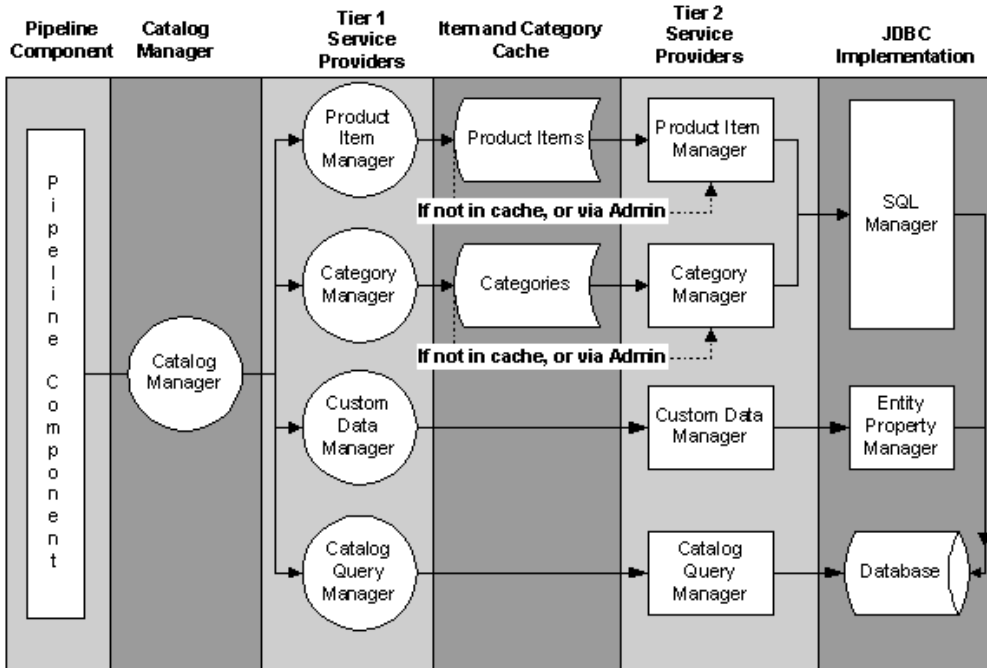 Pipeline
Component
Catalog
Manager
Tier 1
Service
Providers
Item and Category
Cache
Tier 2
Service
Providers
JDBC
Implementation
Pipeline Component
Catalog
Manager
Product
Item
Manager
Product Items
Product Item
Manager
SQL
Manager
If not in cache, or via Admin
Category
Manager
Categories
Category
Manager
If not in cache, or via Admin
Custom
Data
Manager
Custom Data
Manager
Entity
Property
Manager
Catalog
Query
Manager
Catalog
Query
Manager
Database